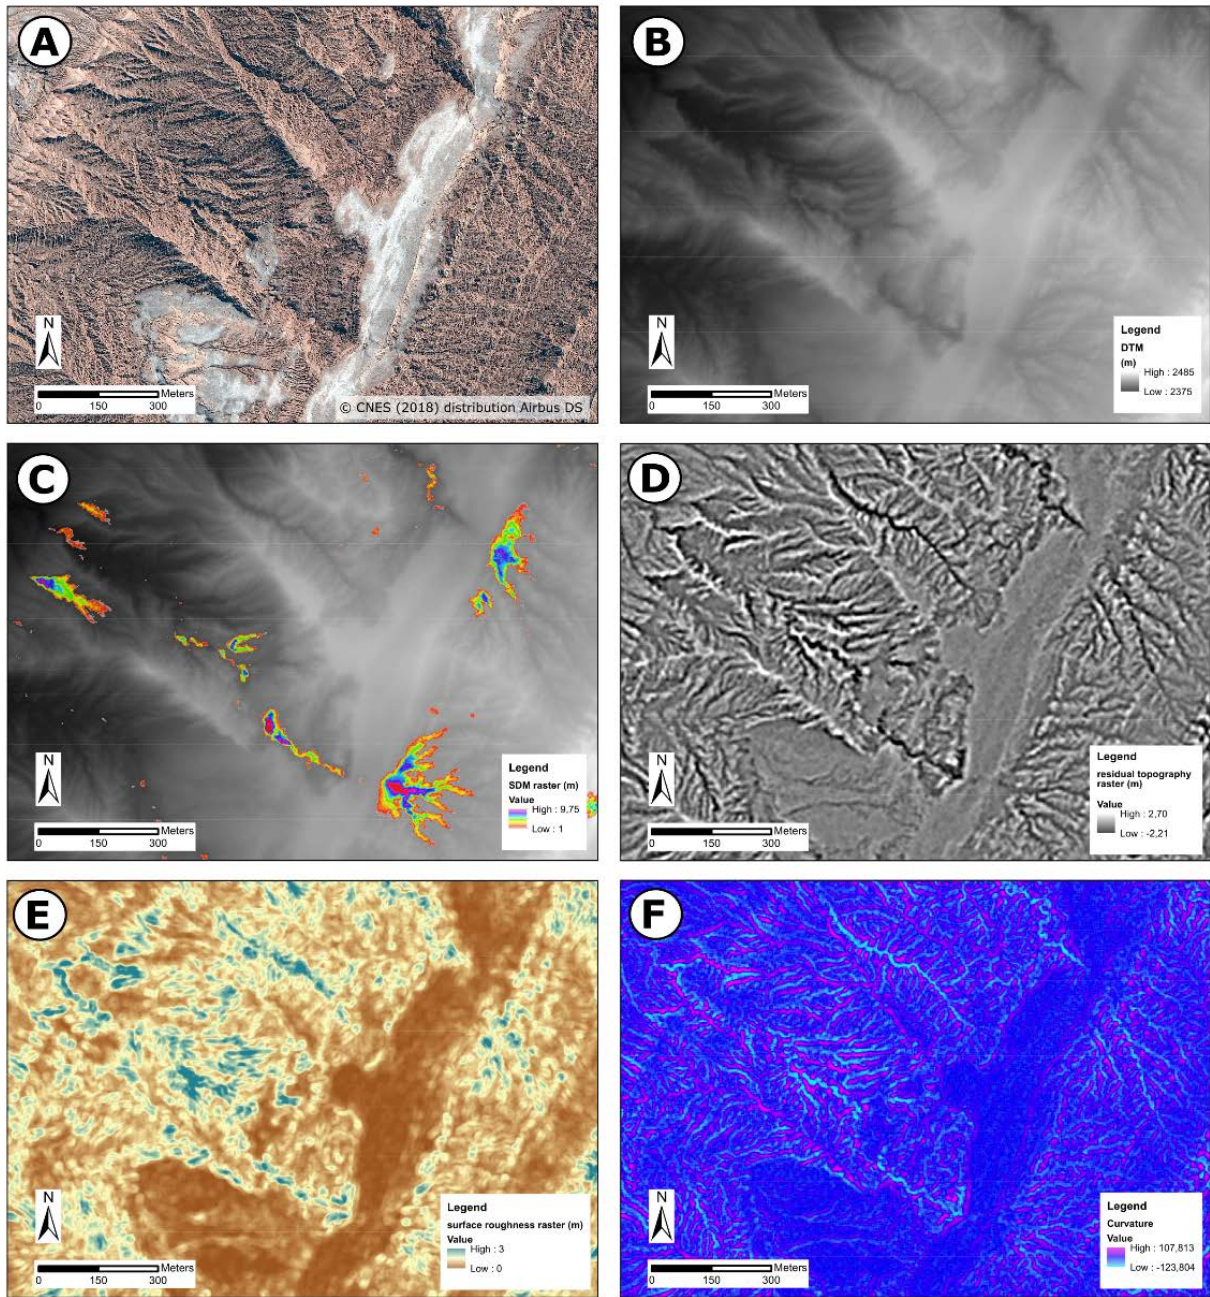 A
N
Meters
0 150 300
© CNES (2018) distribution Airbus DS
B
N
Meters
0 150 300
Legend
DTM
(m)
High : 2485
Low : 2375
C
N
Meters
0 150 300
Legend
SDM raster (m)
Value
High : 9,75
Low : 1
D
N
Meters
0 150 300
Legend
residual topography
raster (m)
Value
High : 2,70
Low : -2,21
E
N
Meters
0 150 300
Legend
surface roughness raster (m)
High : 3
Low : 0
F
N
Meters
0 150 300
Legend
Curvature
Value
High : 107,813
Low : -123,804